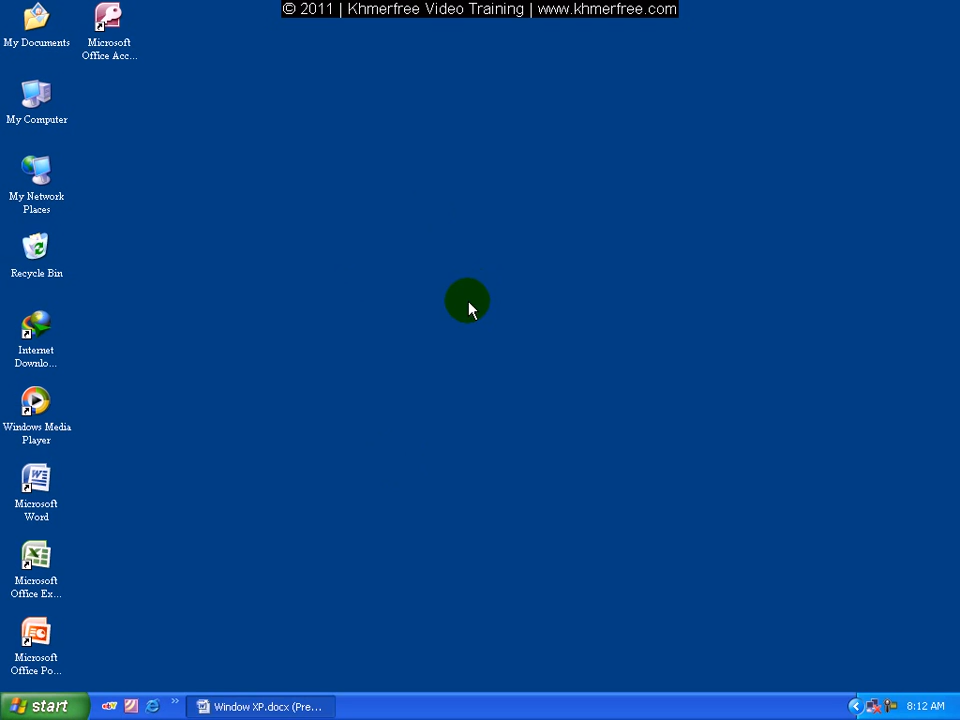 © 2011 | Khmerfree Video Training | www.khmerfree.com
My Documents
Microsoft
Office Acc...
My Computer
My Network
Places
Recycle Bin
Internet
Downlo...
Windows Media
Player
Microsoft
Word
Microsoft
Office Ex...
Microsoft
Office Po...
start
Window XP.docx (Pre...
8:12 AM